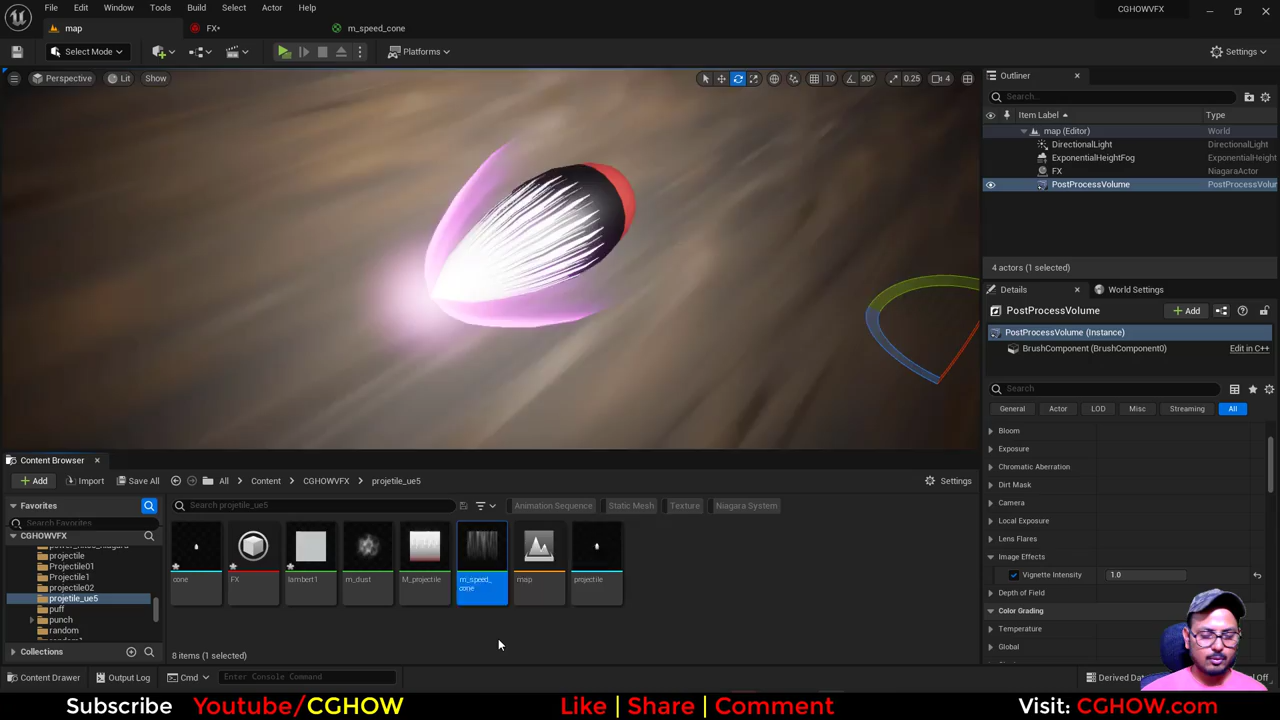 File Edit Window Tools Build Select Actor Help
CGHOWVFX
map FX* m_speed_cone
Select Mode Platforms Settings
Perspective Lit Show 10 90° 0.25 4
Outliner
Search...
Item Label Type
map (Editor) World
DirectionalLight DirectionalLight
ExponentialHeightFog ExponentialHeight
FX NiagaraActor
PostProcessVolume PostProcessVolur
4 actors (1 selected)
Details World Settings
PostProcessVolume Add
PostProcessVolume (Instance)
BrushComponent (BrushComponent0) Edit in C++
Search
General Actor LOD Misc Streaming All
Bloom
Exposure
Chromatic Aberration
Dirt Mask
Camera
Local Exposure
Lens Flares
Image Effects
Vignette Intensity 1.0
Depth of Field
Color Grading
Temperature
Global
Content Browser
Add Import Save All All Content CGHOWVFX projetile_ue5 Settings
Favorites
Search Favorites
CGHOWVFX
projectile
Projectile01
Projectile1
projectile02
projetile_ue5
puff
punch
random
Collections
Search projetile_ue5 Animation Sequence Static Mesh Texture Niagara System
cone FX lambert1 m_dust M_projectile m_speed_ map projectile
cone
8 items (1 selected)
Content Drawer Output Log Cmd Enter Console Command Derived Data
Subscribe Youtube/CGHOW Like | Share | Comment Visit: CGHOW.com